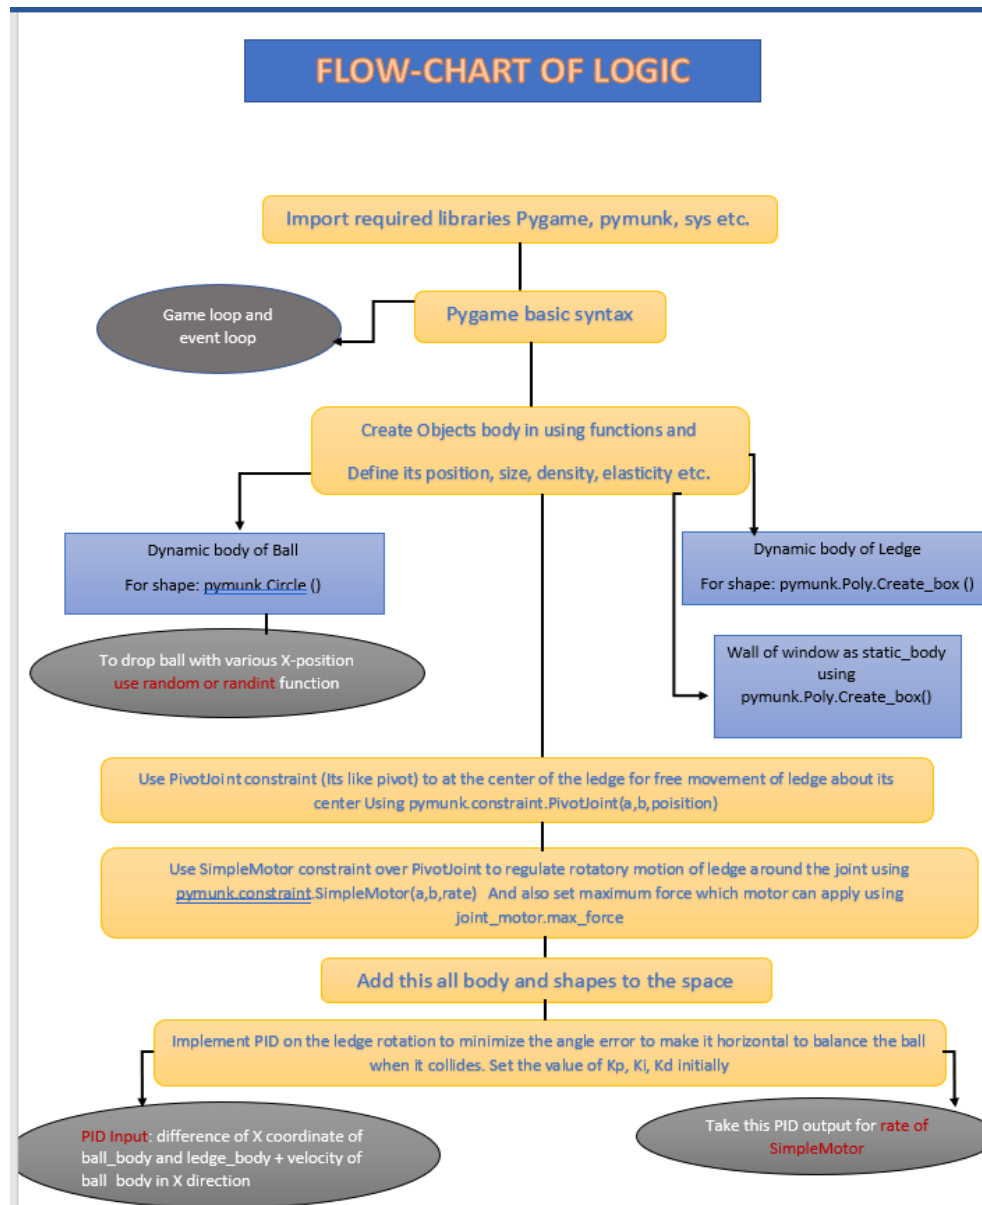 FLOW-CHART OF LOGIC
Import required libraries Pygame, pymunk, sys etc.
Game loop and
event loop
Pygame basic syntax
Create Objects body in using functions and
Define its position, size, density, elasticity etc.
Dynamic body of Ball
For shape: pymunk.Circle ()
Dynamic body of Ledge
For shape: pymunk.Poly.Create_box ()
To drop ball with various X-position
use random or randint function
Wall of window as static_body
using
pymunk.Poly.Create_box()
Use PivotJoint constraint (Its like pivot) to at the center of the ledge for free movement of ledge about its
center Using pymunk.constraint.PivotJoint(a,b,poisition)
Use SimpleMotor constraint over PivotJoint to regulate rotatory motion of ledge around the joint using
pymunk.constraint.SimpleMotor(a,b,rate) And also set maximum force which motor can apply using
joint_motor.max_force
Add this all body and shapes to the space
Implement PID on the ledge rotation to minimize the angle error to make it horizontal to balance the ball
when it collides. Set the value of Kp, Ki, Kd initially
PID Input: difference of X coordinate of
ball_body and ledge_body + velocity of
ball_body in X direction
Take this PID output for rate of
SimpleMotor